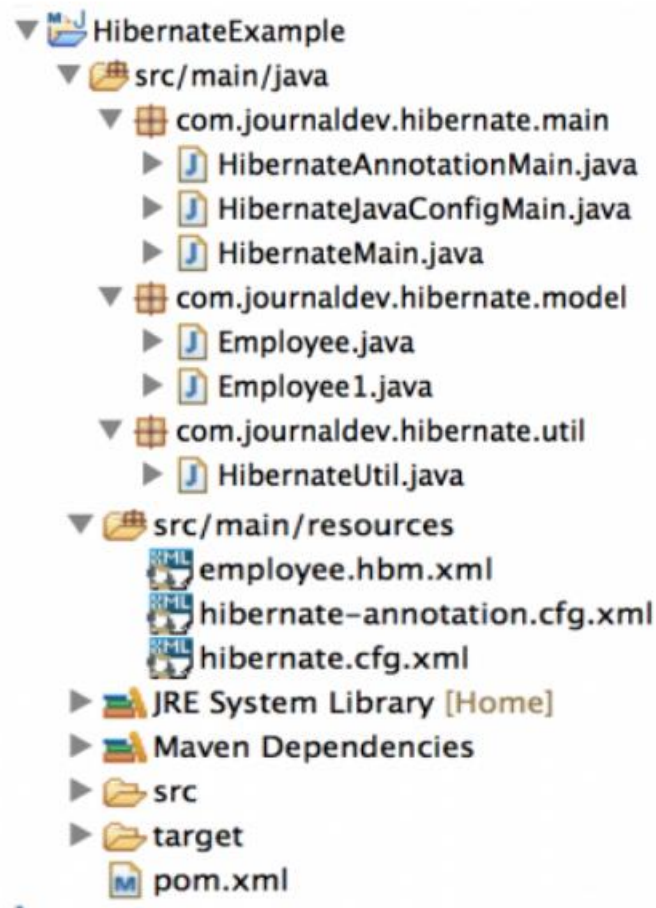 HibernateExample
src/main/java
com.journaldev.hibernate.main
HibernateAnnotationMain.java
HibernateJavaConfigMain.java
HibernateMain.java
com.journaldev.hibernate.model
Employee.java
Employee1.java
com.journaldev.hibernate.util
HibernateUtil.java
src/main/resources
employee.hbm.xml
hibernate-annotation.cfg.xml
hibernate.cfg.xml
JRE System Library [Home]
Maven Dependencies
src
target
pom.xml